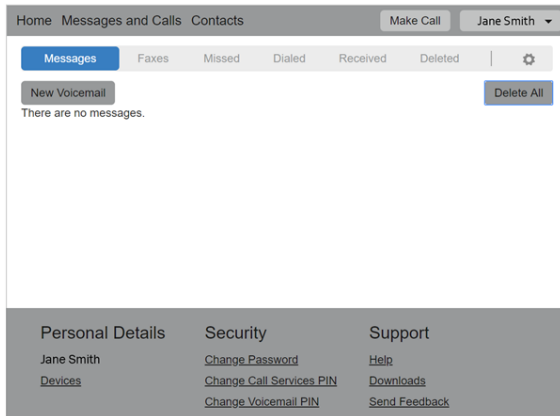 Home Messages and Calls Contacts Make Call Jane Smith
Messages Faxes Missed Dialed Received Deleted
New Voicemail Delete All
There are no messages.
Personal Details Security Support
Jane Smith Change Password Help
Devices Change Call Services PIN Downloads
Change Voicemail PIN Send Feedback